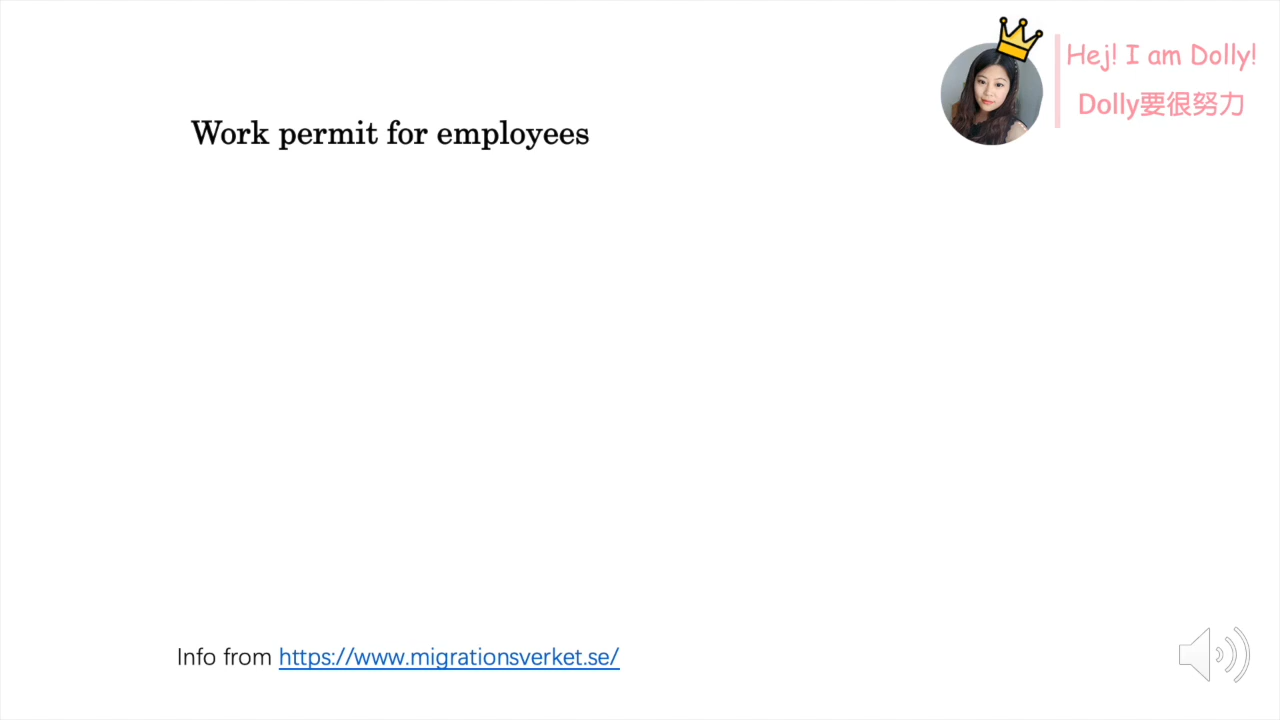 Hej! I am Dolly!
Dolly要很努力
Work permit for employees
Info from https://www.migrationsverket.se/